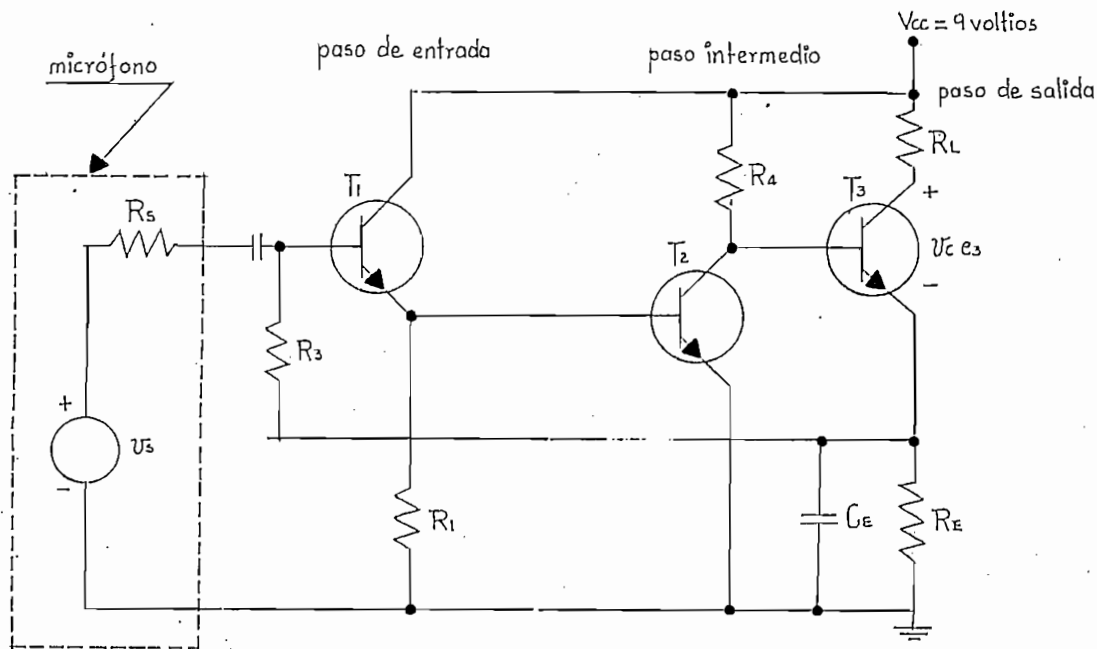 Vcc = 9 voltios
paso de entrada
paso intermedio
micrófono
paso de salida
RL
R4
T1
T3
+
Rs
T2
Vc e3
-
R3
+
Vs
-
R1
CE
RE